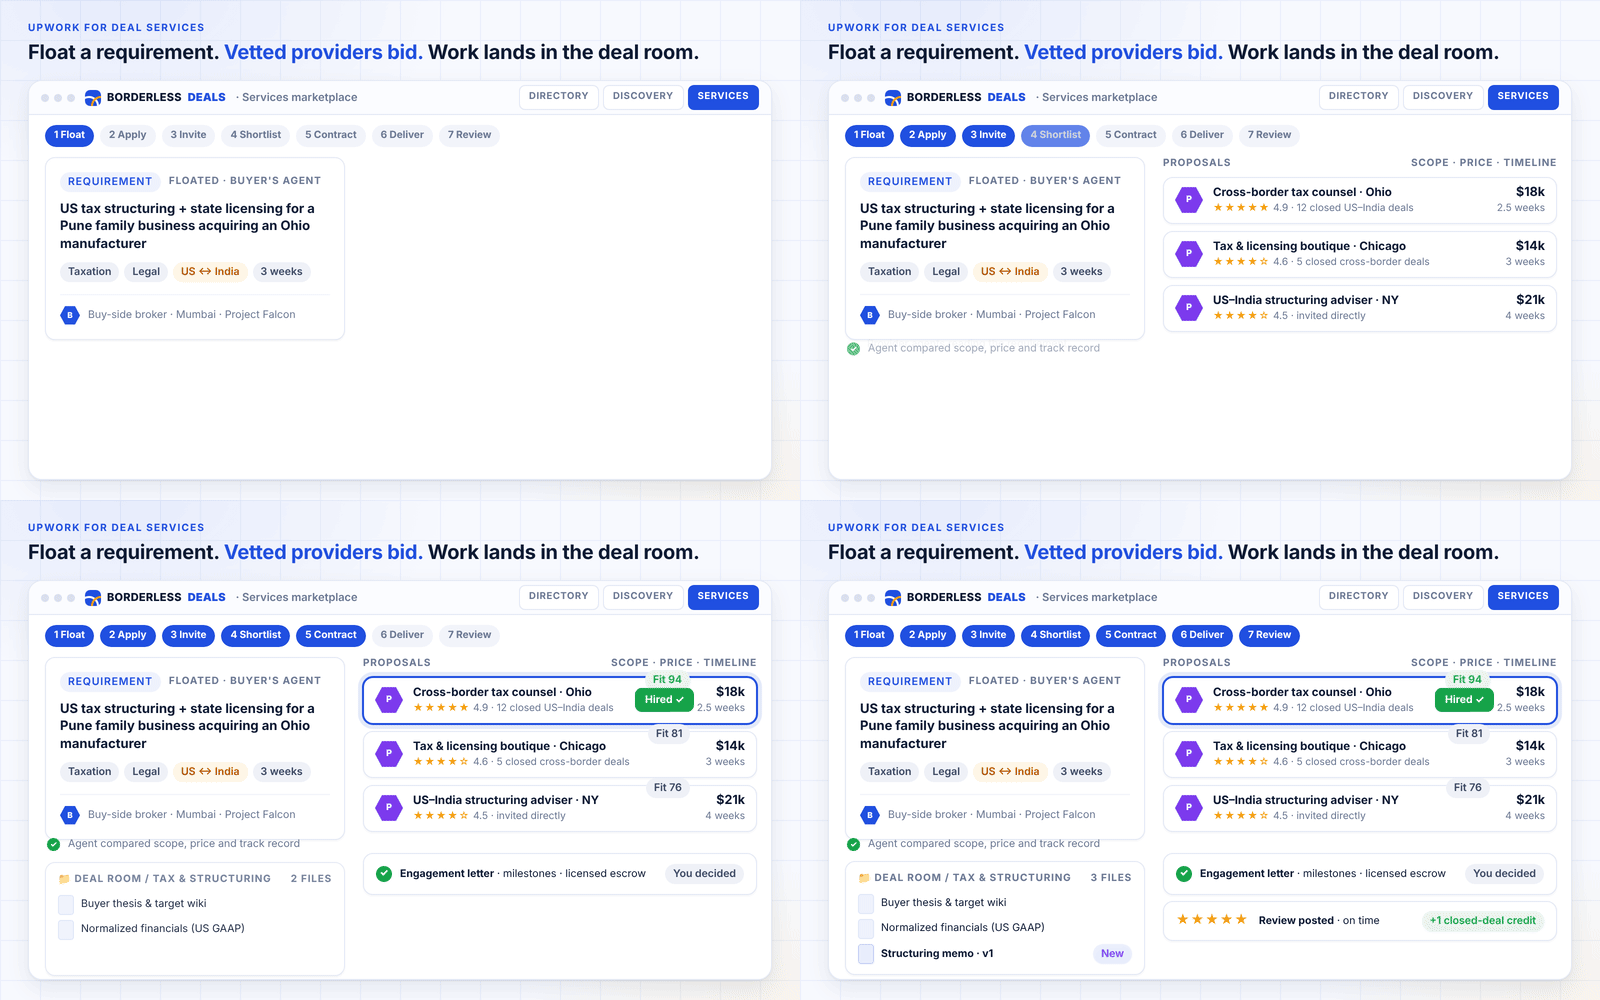 UPWORK FOR DEAL SERVICES
Float a requirement. Vetted providers bid. Work lands in the deal room.
BORDERLESS DEALS · Services marketplace
DIRECTORY DISCOVERY SERVICES
1 Float 2 Apply 3 Invite 4 Shortlist 5 Contract 6 Deliver 7 Review
REQUIREMENT FLOATED · BUYER'S AGENT
US tax structuring + state licensing for a
Pune family business acquiring an Ohio
manufacturer
Taxation Legal US ↔ India 3 weeks
B Buy-side broker · Mumbai · Project Falcon
UPWORK FOR DEAL SERVICES
Float a requirement. Vetted providers bid. Work lands in the deal room.
BORDERLESS DEALS · Services marketplace
DIRECTORY DISCOVERY SERVICES
1 Float 2 Apply 3 Invite 4 Shortlist 5 Contract 6 Deliver 7 Review
REQUIREMENT FLOATED · BUYER'S AGENT
US tax structuring + state licensing for a
Pune family business acquiring an Ohio
manufacturer
Taxation Legal US ↔ India 3 weeks
B Buy-side broker · Mumbai · Project Falcon
✓ Agent compared scope, price and track record
PROPOSALS SCOPE · PRICE · TIMELINE
P Cross-border tax counsel · Ohio $18k
★★★★★ 4.9 · 12 closed US–India deals 2.5 weeks
P Tax & licensing boutique · Chicago $14k
★★★★☆ 4.6 · 5 closed cross-border deals 3 weeks
P US–India structuring adviser · NY $21k
★★★★☆ 4.5 · invited directly 4 weeks
UPWORK FOR DEAL SERVICES
Float a requirement. Vetted providers bid. Work lands in the deal room.
BORDERLESS DEALS · Services marketplace
DIRECTORY DISCOVERY SERVICES
1 Float 2 Apply 3 Invite 4 Shortlist 5 Contract 6 Deliver 7 Review
REQUIREMENT FLOATED · BUYER'S AGENT
US tax structuring + state licensing for a
Pune family business acquiring an Ohio
manufacturer
Taxation Legal US ↔ India 3 weeks
B Buy-side broker · Mumbai · Project Falcon
✓ Agent compared scope, price and track record
DEAL ROOM / TAX & STRUCTURING 2 FILES
Buyer thesis & target wiki
Normalized financials (US GAAP)
PROPOSALS SCOPE · PRICE · TIMELINE
Fit 94
P Cross-border tax counsel · Ohio Hired ✓ $18k
★★★★★ 4.9 · 12 closed US–India deals 2.5 weeks
Fit 81
P Tax & licensing boutique · Chicago $14k
★★★★☆ 4.6 · 5 closed cross-border deals 3 weeks
Fit 76
P US–India structuring adviser · NY $21k
★★★★☆ 4.5 · invited directly 4 weeks
✓ Engagement letter · milestones · licensed escrow You decided
UPWORK FOR DEAL SERVICES
Float a requirement. Vetted providers bid. Work lands in the deal room.
BORDERLESS DEALS · Services marketplace
DIRECTORY DISCOVERY SERVICES
1 Float 2 Apply 3 Invite 4 Shortlist 5 Contract 6 Deliver 7 Review
REQUIREMENT FLOATED · BUYER'S AGENT
US tax structuring + state licensing for a
Pune family business acquiring an Ohio
manufacturer
Taxation Legal US ↔ India 3 weeks
B Buy-side broker · Mumbai · Project Falcon
✓ Agent compared scope, price and track record
DEAL ROOM / TAX & STRUCTURING 3 FILES
Buyer thesis & target wiki
Normalized financials (US GAAP)
Structuring memo · v1 New
PROPOSALS SCOPE · PRICE · TIMELINE
Fit 94
P Cross-border tax counsel · Ohio Hired ✓ $18k
★★★★★ 4.9 · 12 closed US–India deals 2.5 weeks
Fit 81
P Tax & licensing boutique · Chicago $14k
★★★★☆ 4.6 · 5 closed cross-border deals 3 weeks
Fit 76
P US–India structuring adviser · NY $21k
★★★★☆ 4.5 · invited directly 4 weeks
✓ Engagement letter · milestones · licensed escrow You decided
★★★★★ Review posted · on time +1 closed-deal credit